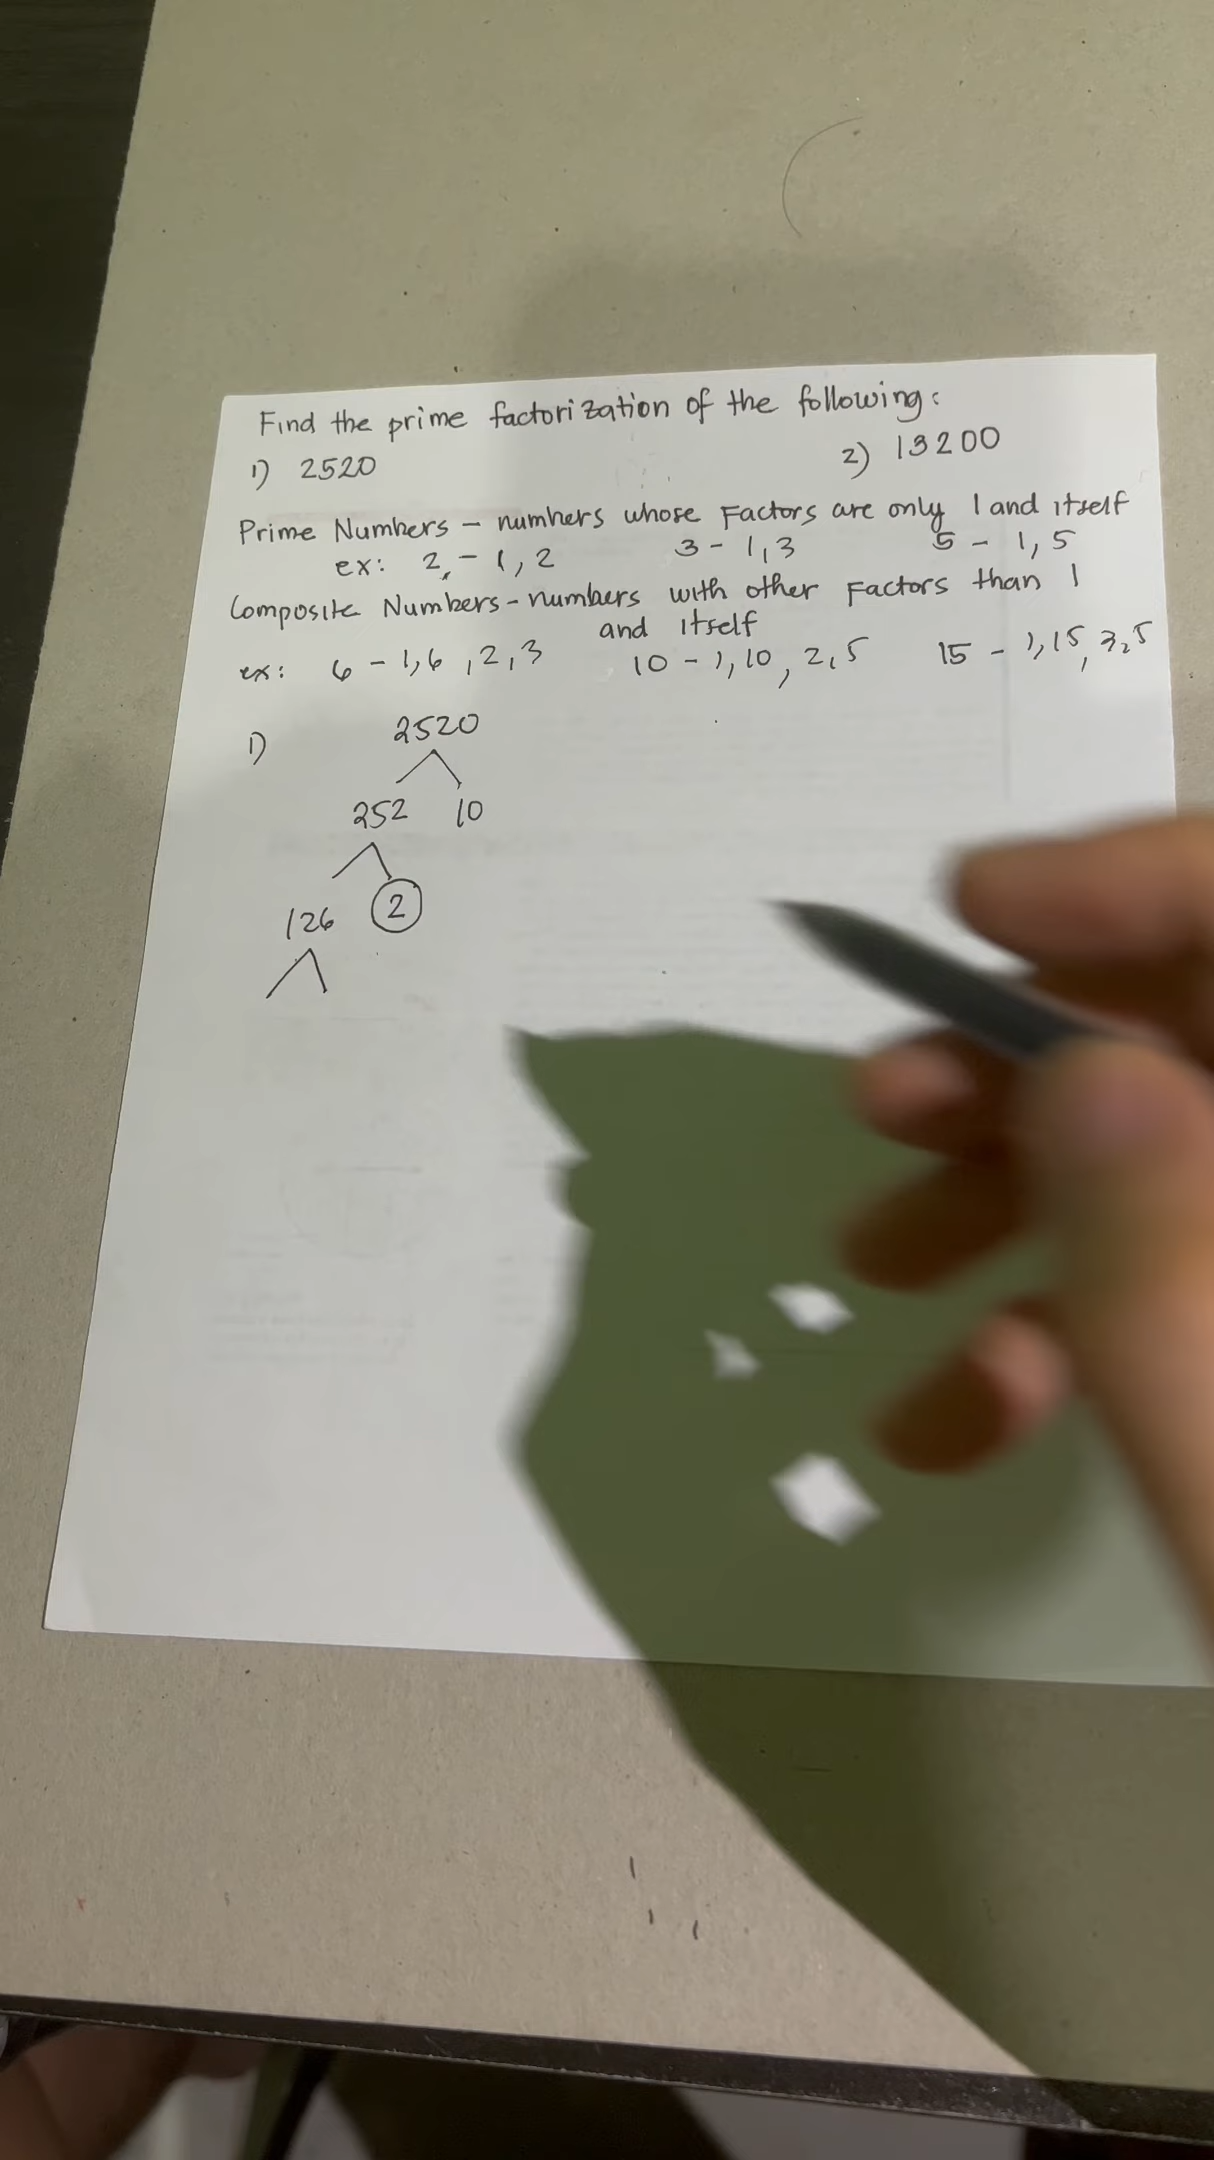 Find the prime factorization of the following:
1) 2520 2) 13200
Prime Numbers - numbers whose Factors are only 1 and itself
ex: 2 - 1, 2 3 - 1, 3 5 - 1, 5
Composite Numbers - numbers with other Factors than 1
and itself
ex: 6 - 1, 6, 2, 3 10 - 1, 10, 2, 5 15 - 1, 15, 3, 5
1) 2520
252 10
126 2